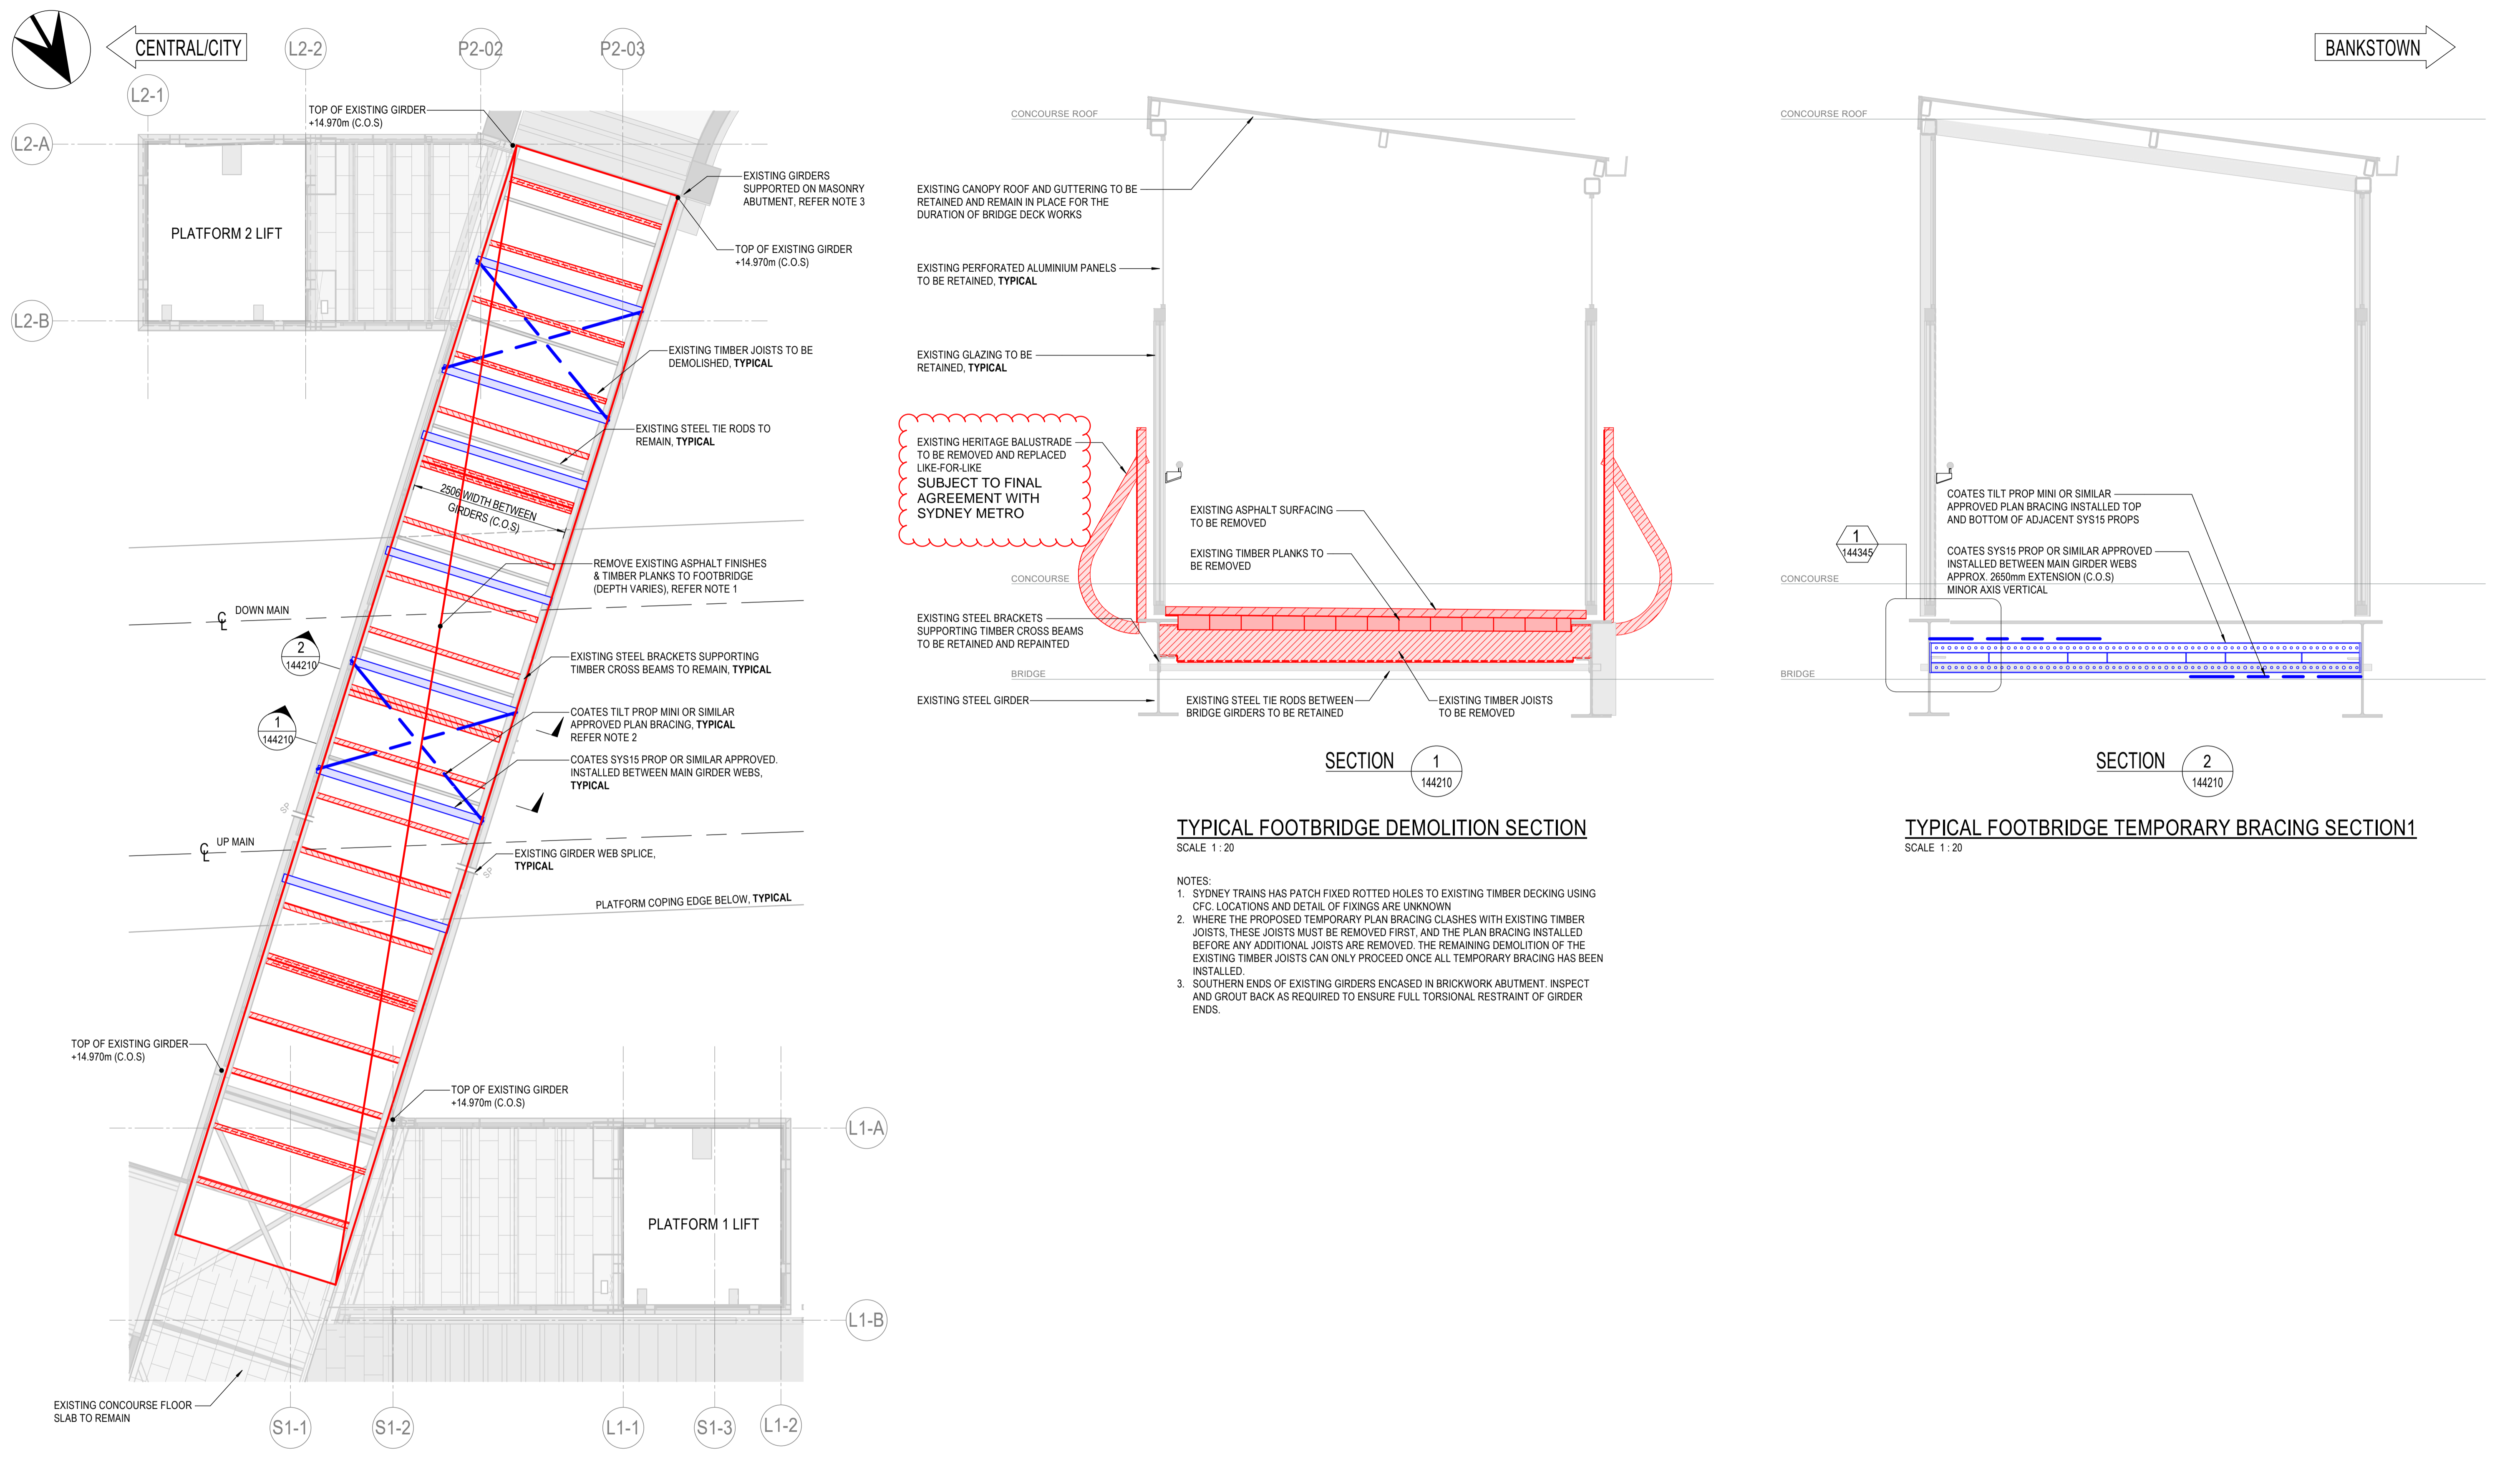 CENTRAL/CITY
BANKSTOWN
L2-2
P2-02
P2-03
L2-1
L2-A
L2-B
TOP OF EXISTING GIRDER
+14.970m (C.O.S)
EXISTING GIRDERS
SUPPORTED ON MASONRY
ABUTMENT, REFER NOTE 3
PLATFORM 2 LIFT
TOP OF EXISTING GIRDER
+14.970m (C.O.S)
EXISTING TIMBER JOISTS TO BE
DEMOLISHED, TYPICAL
EXISTING STEEL TIE RODS TO
REMAIN, TYPICAL
2506 WIDTH BETWEEN
GIRDERS (C.O.S)
REMOVE EXISTING ASPHALT FINISHES
& TIMBER PLANKS TO FOOTBRIDGE
(DEPTH VARIES), REFER NOTE 1
CL DOWN MAIN
2
144210
EXISTING STEEL BRACKETS SUPPORTING
TIMBER CROSS BEAMS TO REMAIN, TYPICAL
1
144210
COATES TILT PROP MINI OR SIMILAR
APPROVED PLAN BRACING, TYPICAL
REFER NOTE 2
COATES SYS15 PROP OR SIMILAR APPROVED.
INSTALLED BETWEEN MAIN GIRDER WEBS,
TYPICAL
SP
CL UP MAIN
EXISTING GIRDER WEB SPLICE,
TYPICAL
SP
PLATFORM COPING EDGE BELOW, TYPICAL
TOP OF EXISTING GIRDER
+14.970m (C.O.S)
TOP OF EXISTING GIRDER
+14.970m (C.O.S)
L1-A
PLATFORM 1 LIFT
L1-B
EXISTING CONCOURSE FLOOR
SLAB TO REMAIN
S1-1
S1-2
L1-1
S1-3
L1-2
CONCOURSE ROOF
EXISTING CANOPY ROOF AND GUTTERING TO BE
RETAINED AND REMAIN IN PLACE FOR THE
DURATION OF BRIDGE DECK WORKS
EXISTING PERFORATED ALUMINIUM PANELS
TO BE RETAINED, TYPICAL
EXISTING GLAZING TO BE
RETAINED, TYPICAL
EXISTING HERITAGE BALUSTRADE
TO BE REMOVED AND REPLACED
LIKE-FOR-LIKE
SUBJECT TO FINAL
AGREEMENT WITH
SYDNEY METRO
EXISTING ASPHALT SURFACING
TO BE REMOVED
EXISTING TIMBER PLANKS TO
BE REMOVED
CONCOURSE
EXISTING STEEL BRACKETS
SUPPORTING TIMBER CROSS BEAMS
TO BE RETAINED AND REPAINTED
BRIDGE
EXISTING STEEL GIRDER
EXISTING STEEL TIE RODS BETWEEN
BRIDGE GIRDERS TO BE RETAINED
EXISTING TIMBER JOISTS
TO BE REMOVED
SECTION
1
144210
TYPICAL FOOTBRIDGE DEMOLITION SECTION
SCALE 1 : 20
NOTES:
1. SYDNEY TRAINS HAS PATCH FIXED ROTTED HOLES TO EXISTING TIMBER DECKING USING
CFC. LOCATIONS AND DETAIL OF FIXINGS ARE UNKNOWN
2. WHERE THE PROPOSED TEMPORARY PLAN BRACING CLASHES WITH EXISTING TIMBER
JOISTS, THESE JOISTS MUST BE REMOVED FIRST, AND THE PLAN BRACING INSTALLED
BEFORE ANY ADDITIONAL JOISTS ARE REMOVED. THE REMAINING DEMOLITION OF THE
EXISTING TIMBER JOISTS CAN ONLY PROCEED ONCE ALL TEMPORARY BRACING HAS BEEN
INSTALLED.
3. SOUTHERN ENDS OF EXISTING GIRDERS ENCASED IN BRICKWORK ABUTMENT. INSPECT
AND GROUT BACK AS REQUIRED TO ENSURE FULL TORSIONAL RESTRAINT OF GIRDER
ENDS.
CONCOURSE ROOF
COATES TILT PROP MINI OR SIMILAR
APPROVED PLAN BRACING INSTALLED TOP
AND BOTTOM OF ADJACENT SYS15 PROPS
1
144345
COATES SYS15 PROP OR SIMILAR APPROVED
INSTALLED BETWEEN MAIN GIRDER WEBS
APPROX. 2650mm EXTENSION (C.O.S)
MINOR AXIS VERTICAL
CONCOURSE
BRIDGE
SECTION
2
144210
TYPICAL FOOTBRIDGE TEMPORARY BRACING SECTION1
SCALE 1 : 20